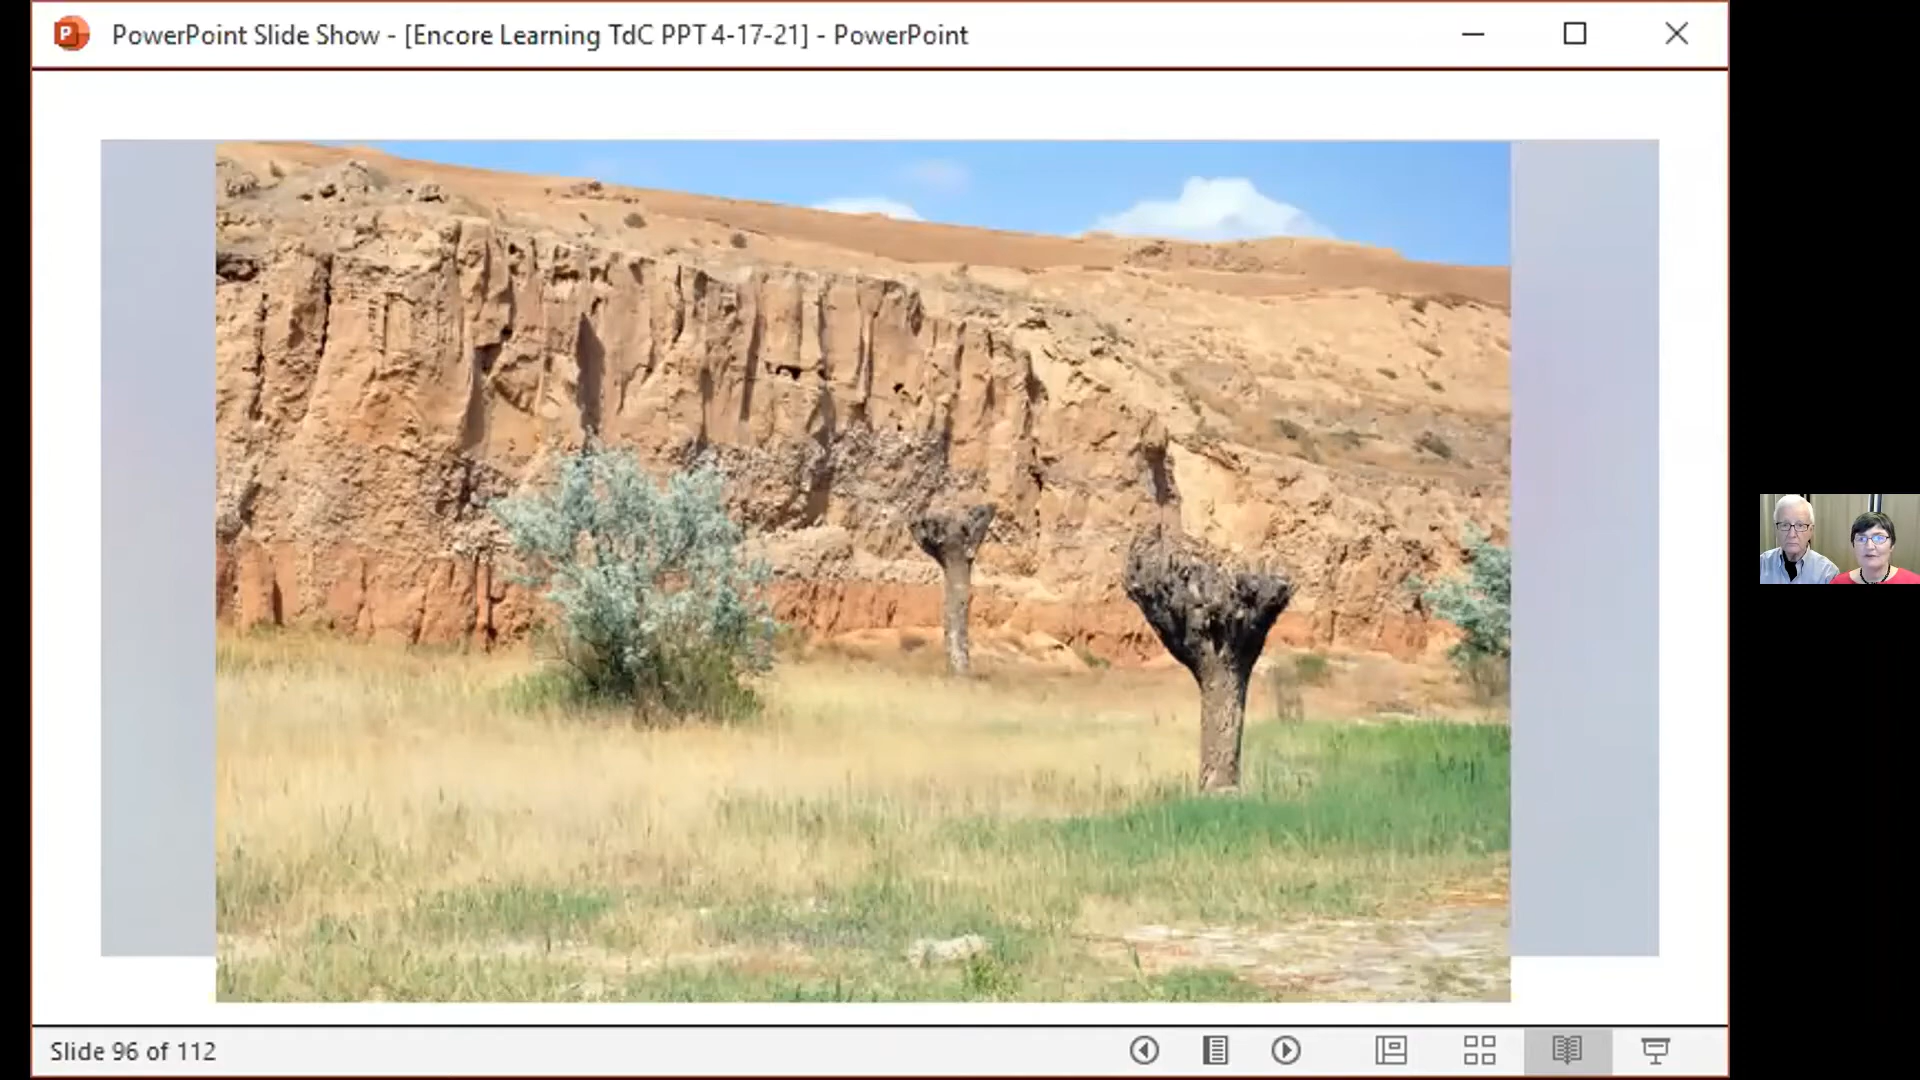 PowerPoint Slide Show - [Encore Learning TdC PPT 4-17-21] - PowerPoint
Slide 96 of 112